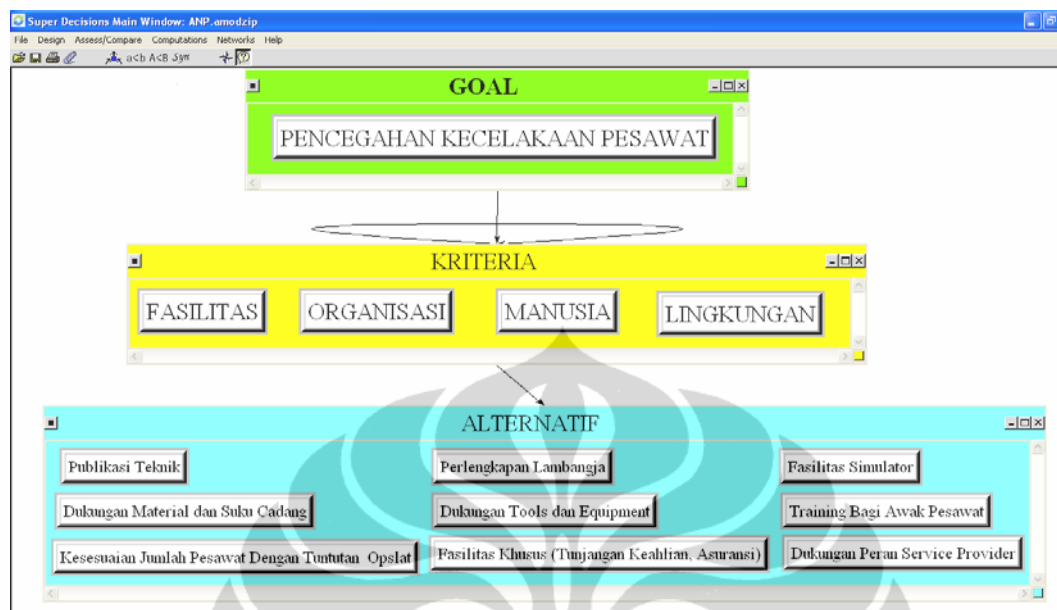 Super Decisions Main Window: ANP.amodzip
File Design Assess/Compare Computations Networks Help
a<b A<B Sym
GOAL
PENCEGAHAN KECELAKAAN PESAWAT
KRITERIA
FASILITAS ORGANISASI MANUSIA LINGKUNGAN
ALTERNATIF
Publikasi Teknik Perlengkapan Lambangja Fasilitas Simulator
Dukungan Material dan Suku Cadang Dukungan Tools dan Equipment Training Bagi Awak Pesawat
Kesesuaian Jumlah Pesawat Dengan Tuntutan Opslat Fasilitas Khusus (Tunjangan Keahlian, Asuransi) Dukungan Peran Service Provider